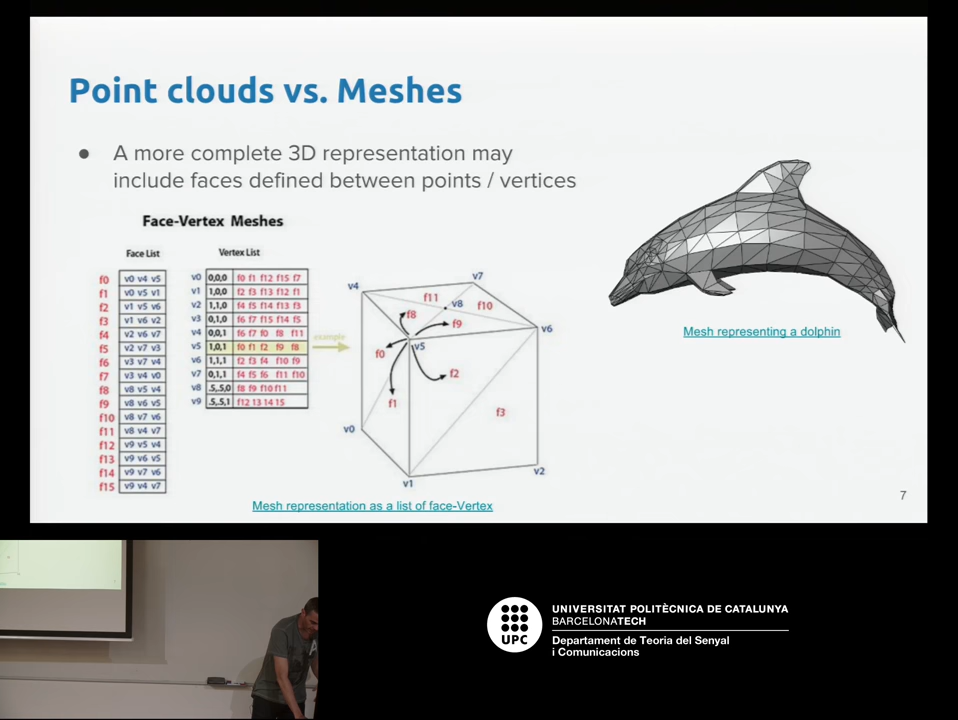 Point clouds vs. Meshes
● A more complete 3D representation may
include faces defined between points / vertices
Face-Vertex Meshes
Face List
f0 v0 v4 v5
f1 v0 v5 v1
f2 v1 v5 v6
f3 v1 v6 v2
f4 v2 v6 v7
f5 v2 v7 v3
f6 v3 v7 v4
f7 v3 v4 v0
f8 v8 v5 v4
f9 v8 v6 v5
f10 v8 v7 v6
f11 v8 v4 v7
f12 v9 v5 v4
f13 v9 v6 v5
f14 v9 v7 v6
f15 v9 v4 v7
Vertex List
v0 0,0,0 f0 f1 f12 f15 f7
v1 1,0,0 f2 f3 f13 f12 f1
v2 1,1,0 f4 f5 f14 f13 f3
v3 0,1,0 f6 f7 f15 f14 f5
v4 0,0,1 f6 f7 f0 f8 f11
v5 1,0,1 f0 f1 f2 f9 f8
v6 1,1,1 f2 f3 f4 f10 f9
v7 0,1,1 f4 f5 f6 f11 f10
v8 .5,.5,0 f8 f9 f10 f11
v9 .5,.5,1 f12 13 14 15
example
v7
v4
f11
v8
f10
f8
f9
v6
v5
f0
f2
f1
f3
v0
v2
v1
Mesh representation as a list of face-Vertex
Mesh representing a dolphin
7
UPC
UNIVERSITAT POLITÈCNICA DE CATALUNYA
BARCELONATECH
Departament de Teoria del Senyal
i Comunicacions